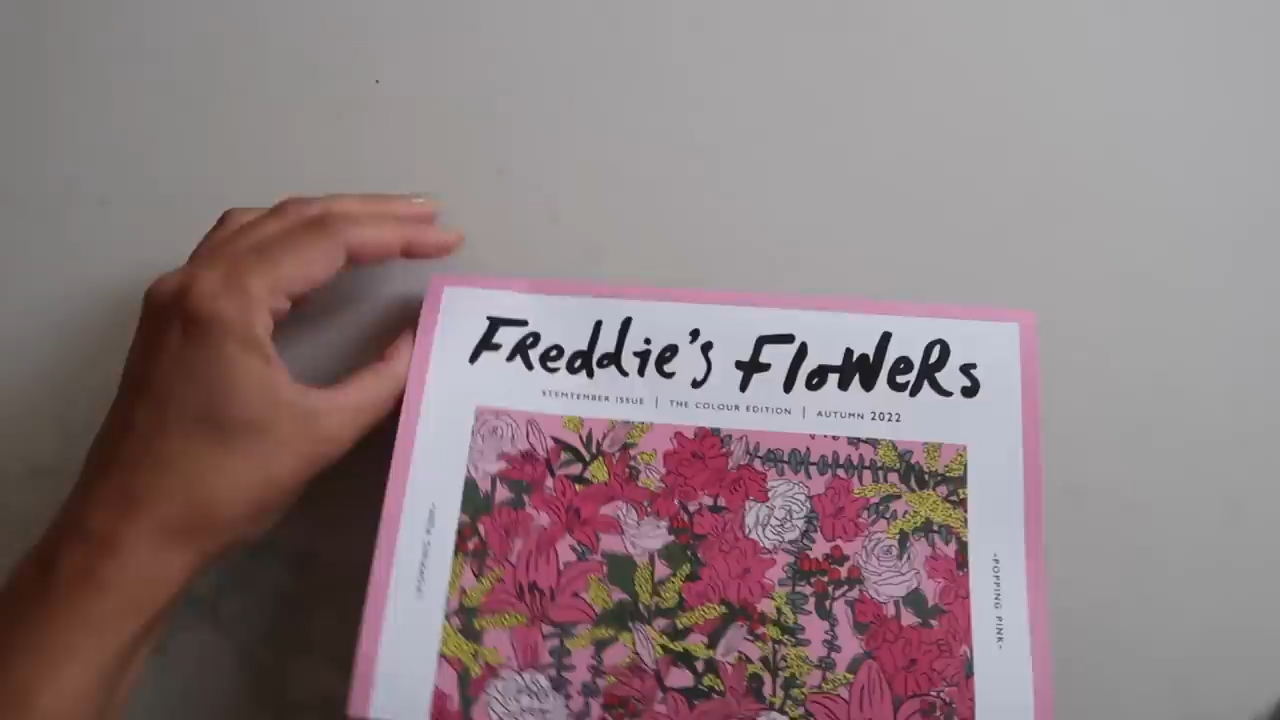 FReddie's FloWeRs
STEMTEMBER ISSUE | THE COLOUR EDITION | AUTUMN 2022
-POPPING PINK-